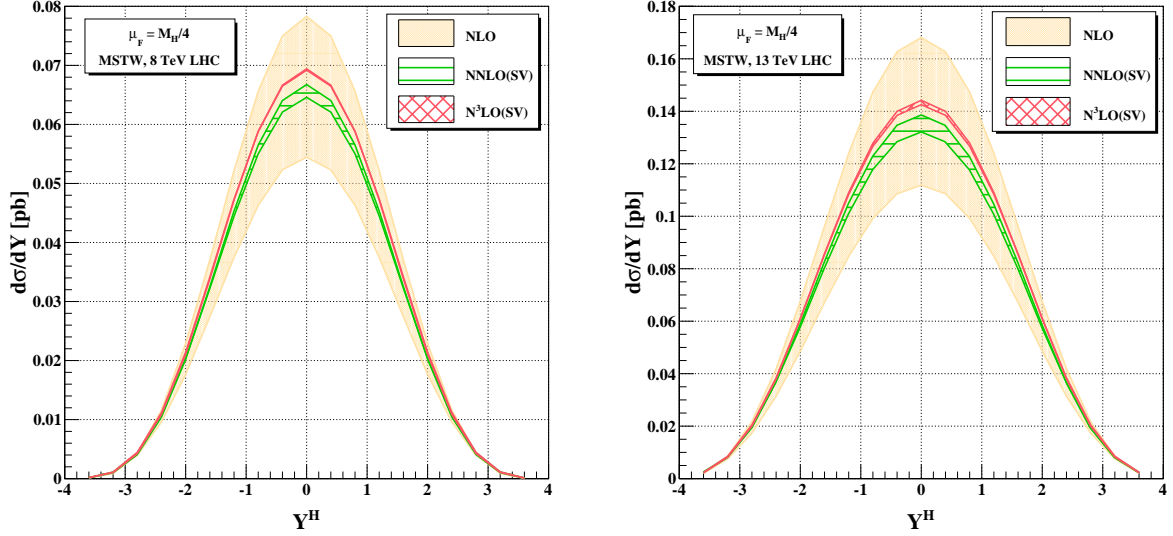 μF = MH/4
MSTW, 8 TeV LHC
NLO
NNLO(SV)
N³LO(SV)
dσ/dY [pb]
0.08
0.07
0.06
0.05
0.04
0.03
0.02
0.01
0
-4 -3 -2 -1 0 1 2 3 4
Yᴴ
μF = MH/4
MSTW, 13 TeV LHC
NLO
NNLO(SV)
N³LO(SV)
dσ/dY [pb]
0.18
0.16
0.14
0.12
0.1
0.08
0.06
0.04
0.02
0
-4 -3 -2 -1 0 1 2 3 4
Yᴴ